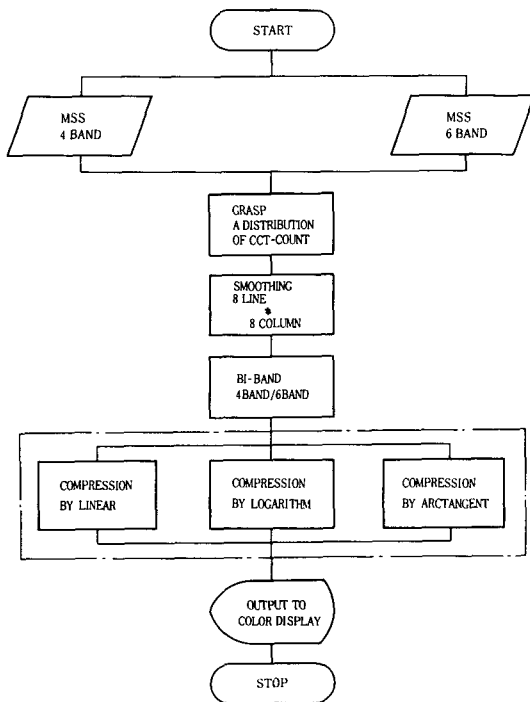 START
MSS
4 BAND
MSS
6 BAND
GRASP
A DISTRIBUTION
OF CCT-COUNT
SMOOTHING
8 LINE
*
8 COLUMN
BI-BAND
4BAND/6BAND
COMPRESSION
BY LINEAR
COMPRESSION
BY LOGARITHM
COMPRESSION
BY ARCTANGENT
OUTPUT TO
COLOR DISPLAY
STOP